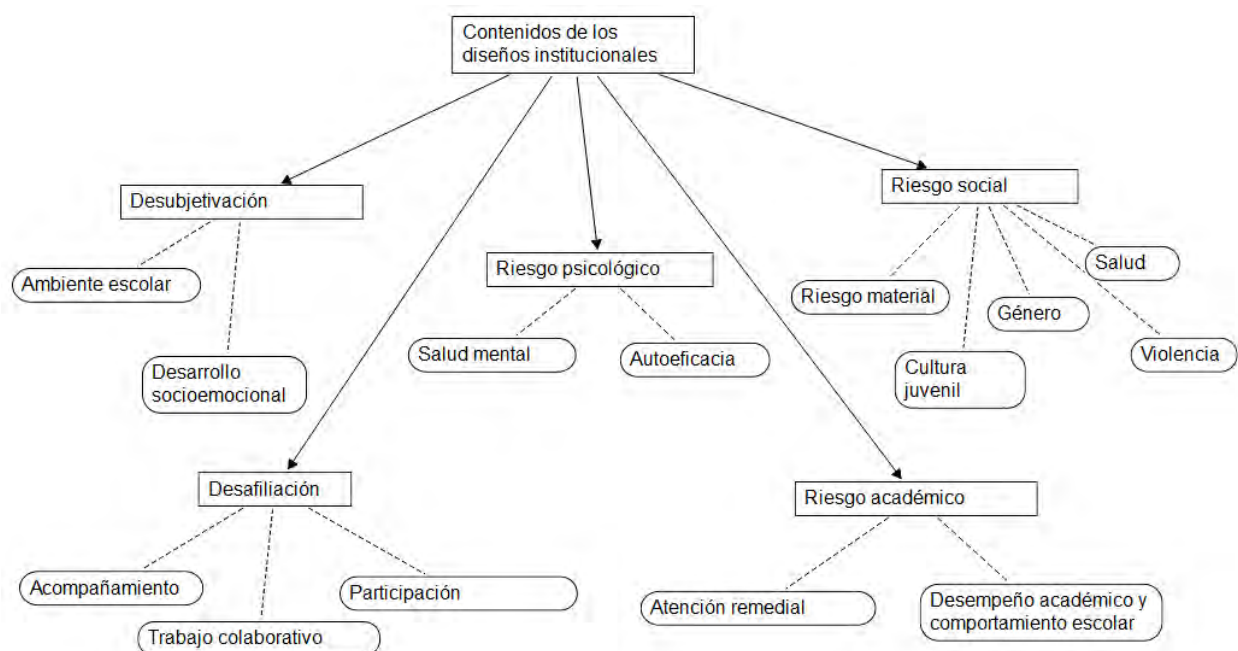 Contenidos de los
diseños institucionales
Desubjetivación
Ambiente escolar
Desarrollo
socioemocional
Riesgo psicológico
Salud mental
Autoeficacia
Riesgo social
Riesgo material
Cultura
juvenil
Género
Salud
Violencia
Desafiliación
Acompañamiento
Trabajo colaborativo
Participación
Riesgo académico
Atención remedial
Desempeño académico y
comportamiento escolar